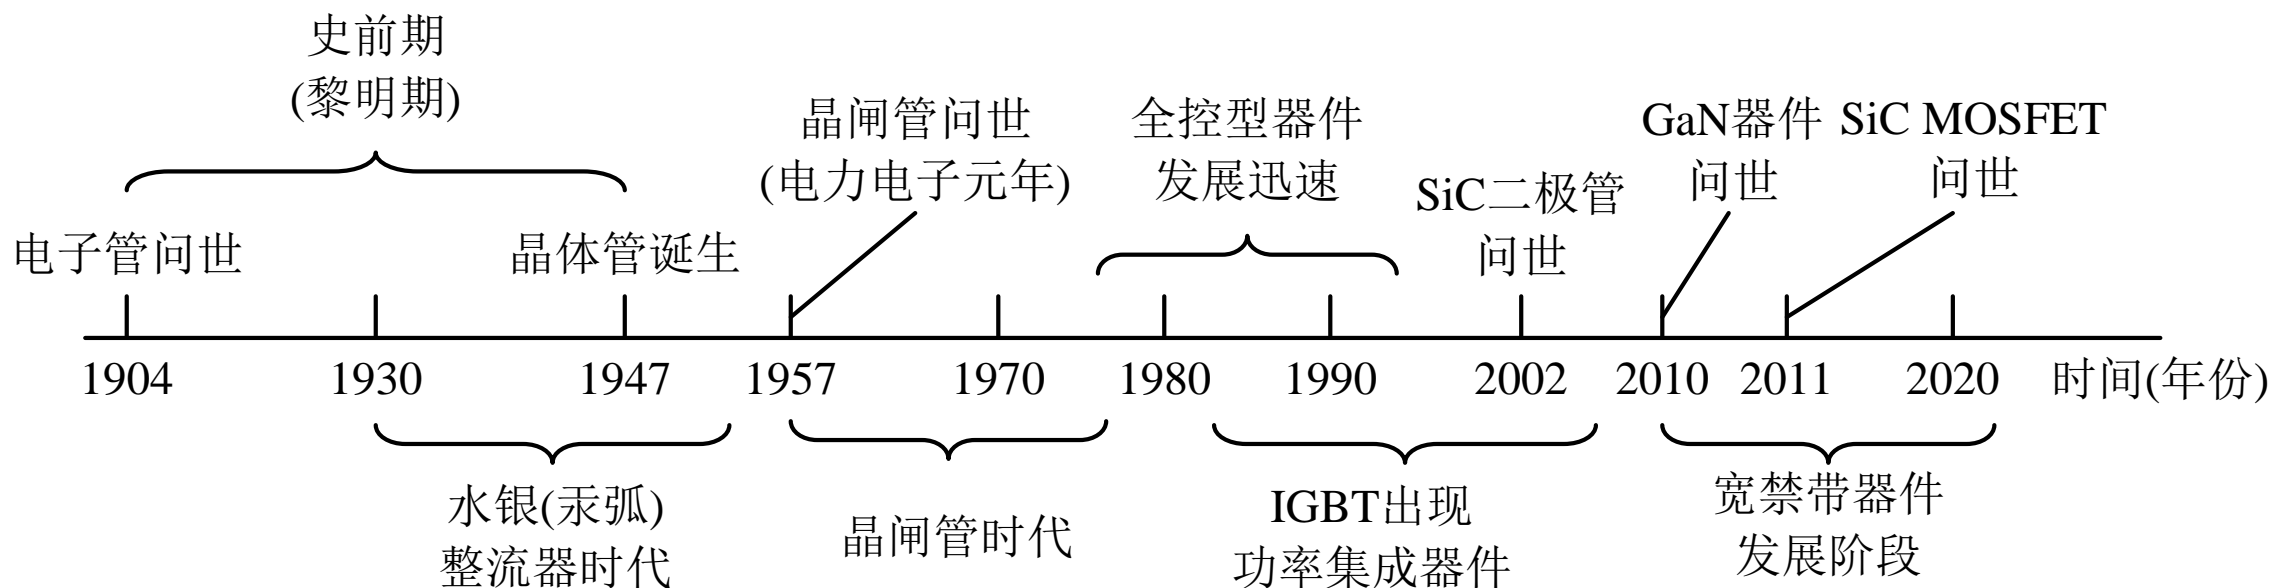 史前期
(黎明期)
晶闸管问世
(电力电子元年)
全控型器件
发展迅速
GaN器件
问世
SiC MOSFET
问世
SiC二极管
问世
电子管问世
晶体管诞生
1904
1930
1947
1957
1970
1980
1990
2002
2010
2011
2020
时间(年份)
水银(汞弧)
整流器时代
晶闸管时代
IGBT出现
功率集成器件
宽禁带器件
发展阶段